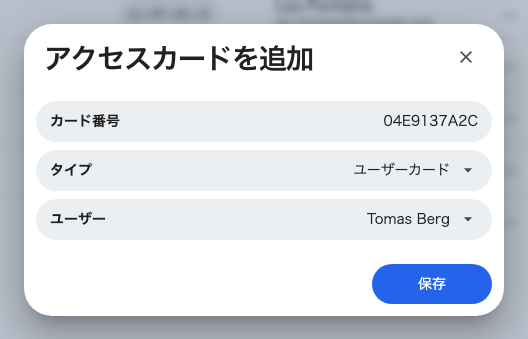 アクセスカードを追加
カード番号 04E9137A2C
タイプ ユーザーカード
ユーザー Tomas Berg
保存